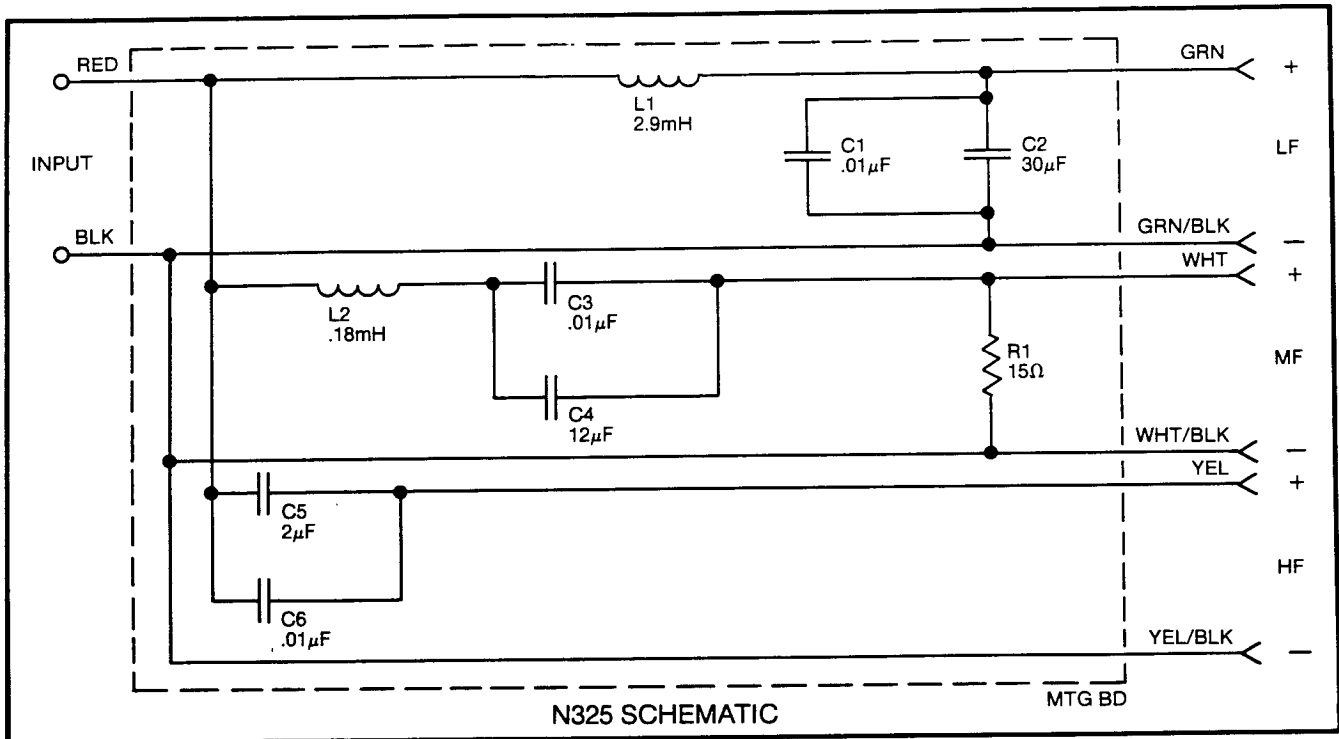 RED
GRN
+
L1
2.9mH
C1
.01µF
C2
30µF
LF
INPUT
BLK
GRN/BLK
—
WHT
+
L2
.18mH
C3
.01µF
R1
15Ω
MF
C4
12µF
WHT/BLK
—
YEL
+
C5
2µF
HF
C6
.01µF
YEL/BLK
—
MTG BD
N325 SCHEMATIC